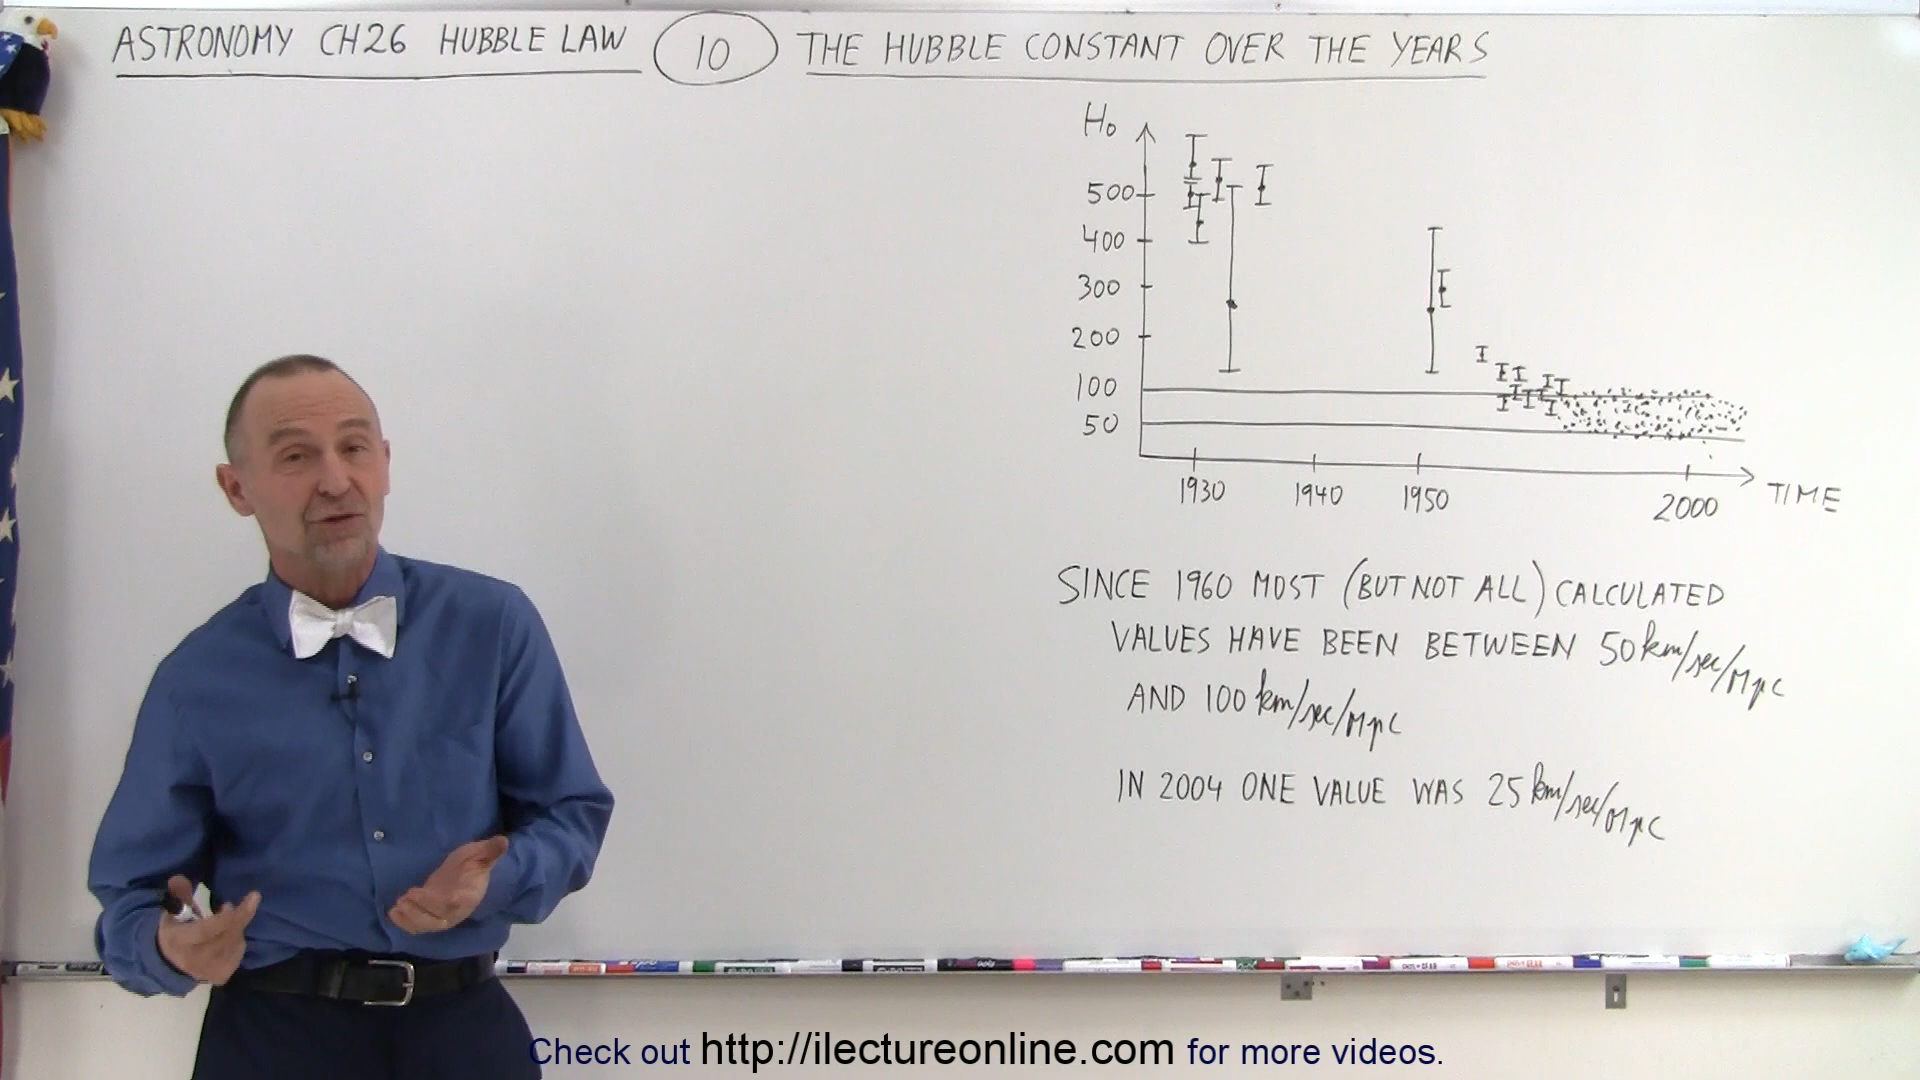 ASTRONOMY CH26 HUBBLE LAW 10 THE HUBBLE CONSTANT OVER THE YEARS
H₀
500
400
300
200
100
50
1930 1940 1950 2000 TIME
SINCE 1960 MOST (BUT NOT ALL) CALCULATED
VALUES HAVE BEEN BETWEEN 50 km/sec/Mpc
AND 100 km/sec/Mpc
IN 2004 ONE VALUE WAS 25 km/sec/Mpc
Check out http://ilectureonline.com for more videos.